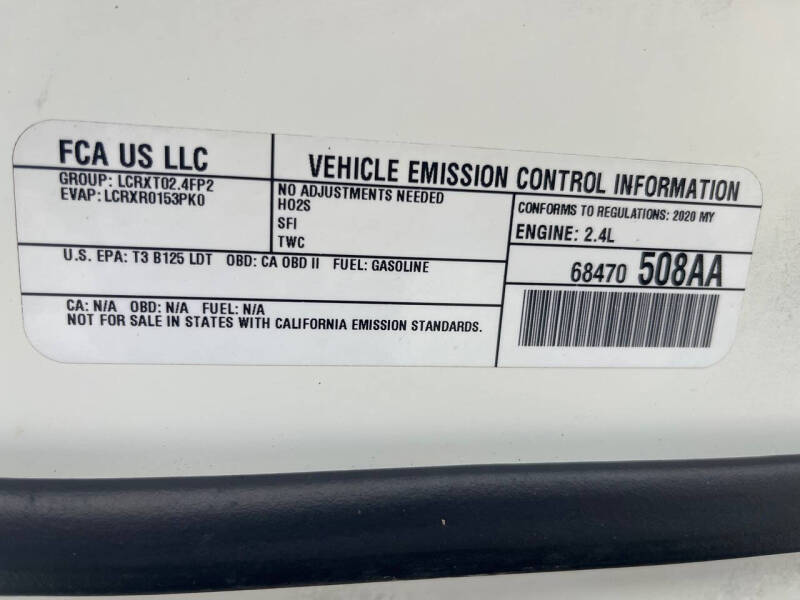 FCA US LLC
GROUP: LCRXT02.4FP2
EVAP: LCRXR0153PK0
VEHICLE EMISSION CONTROL INFORMATION
NO ADJUSTMENTS NEEDED
HO2S
SFI
TWC
CONFORMS TO REGULATIONS: 2020 MY
ENGINE: 2.4L
U.S. EPA: T3 B125 LDT OBD: CA OBD II FUEL: GASOLINE
68470 508AA
CA: N/A OBD: N/A FUEL: N/A
NOT FOR SALE IN STATES WITH CALIFORNIA EMISSION STANDARDS.